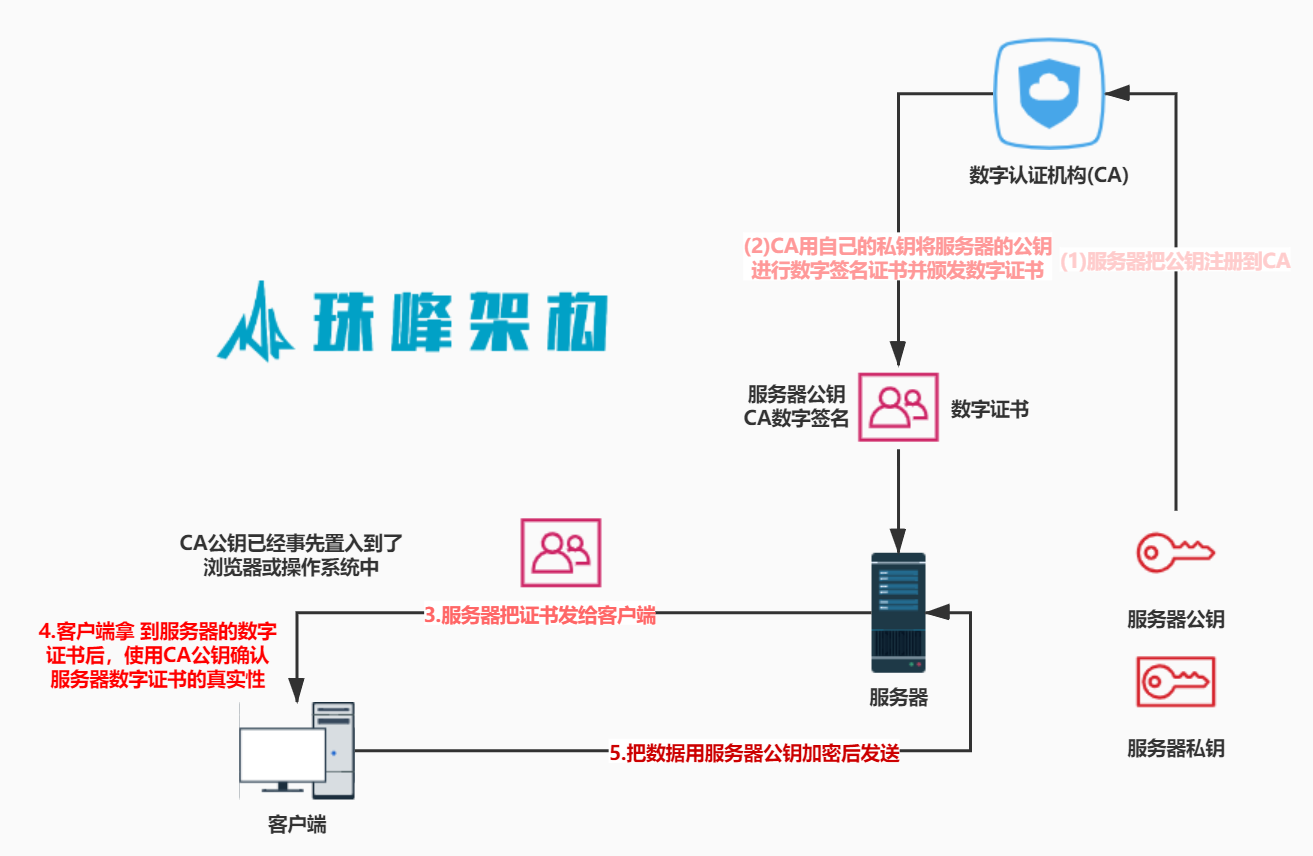 数字认证机构(CA)
(2)CA用自己的私钥将服务器的公钥
进行数字签名证书并颁发数字证书
(1)服务器把公钥注册到CA
珠峰架构
服务器公钥
CA数字签名
数字证书
CA公钥已经事先置入到了
浏览器或操作系统中
3.服务器把证书发给客户端
4.客户端拿 到服务器的数字
证书后，使用CA公钥确认
服务器数字证书的真实性
服务器
服务器公钥
服务器私钥
5.把数据用服务器公钥加密后发送
客户端